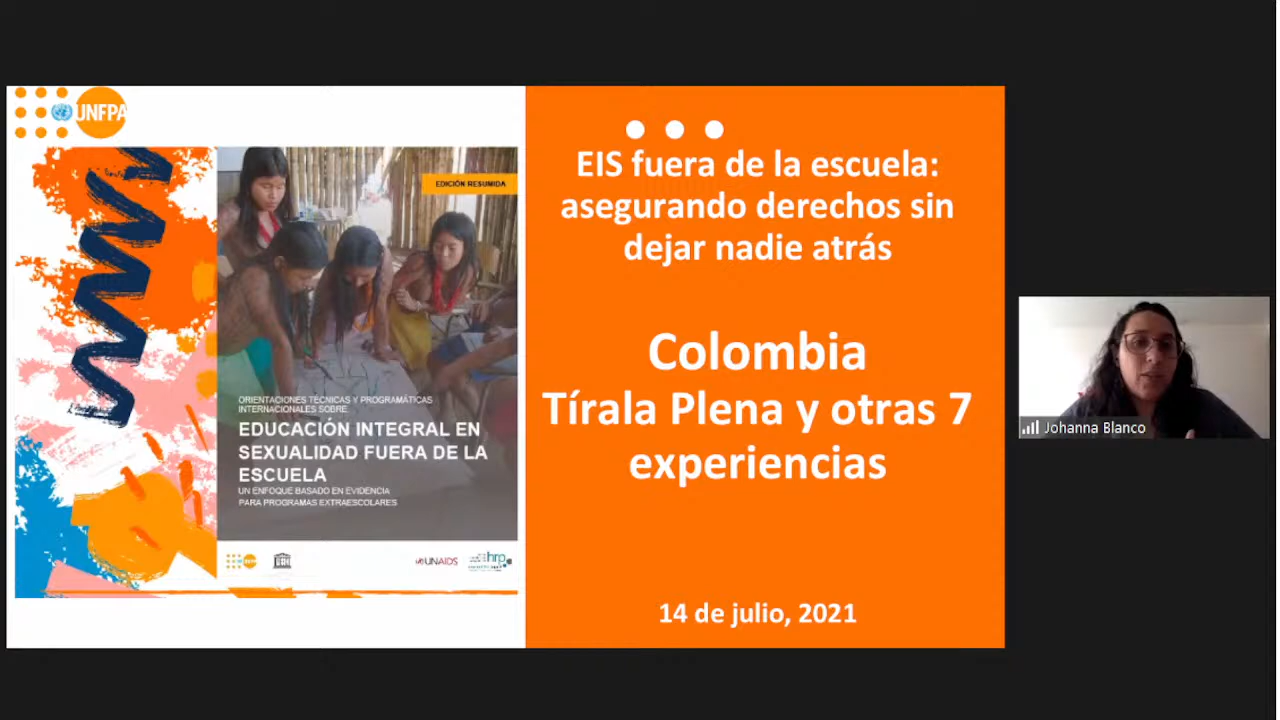 UNFPA
EDICIÓN RESUMIDA
ORIENTACIONES TÉCNICAS Y PROGRAMÁTICAS
INTERNACIONALES SOBRE
EDUCACIÓN INTEGRAL EN
SEXUALIDAD FUERA DE LA
ESCUELA
UN ENFOQUE BASADO EN EVIDENCIA
PARA PROGRAMAS EXTRAESCOLARES
UNAIDS
hrp
EIS fuera de la escuela:
asegurando derechos sin
dejar nadie atrás
Colombia
Tírala Plena y otras 7
experiencias
14 de julio, 2021
Johanna Blanco